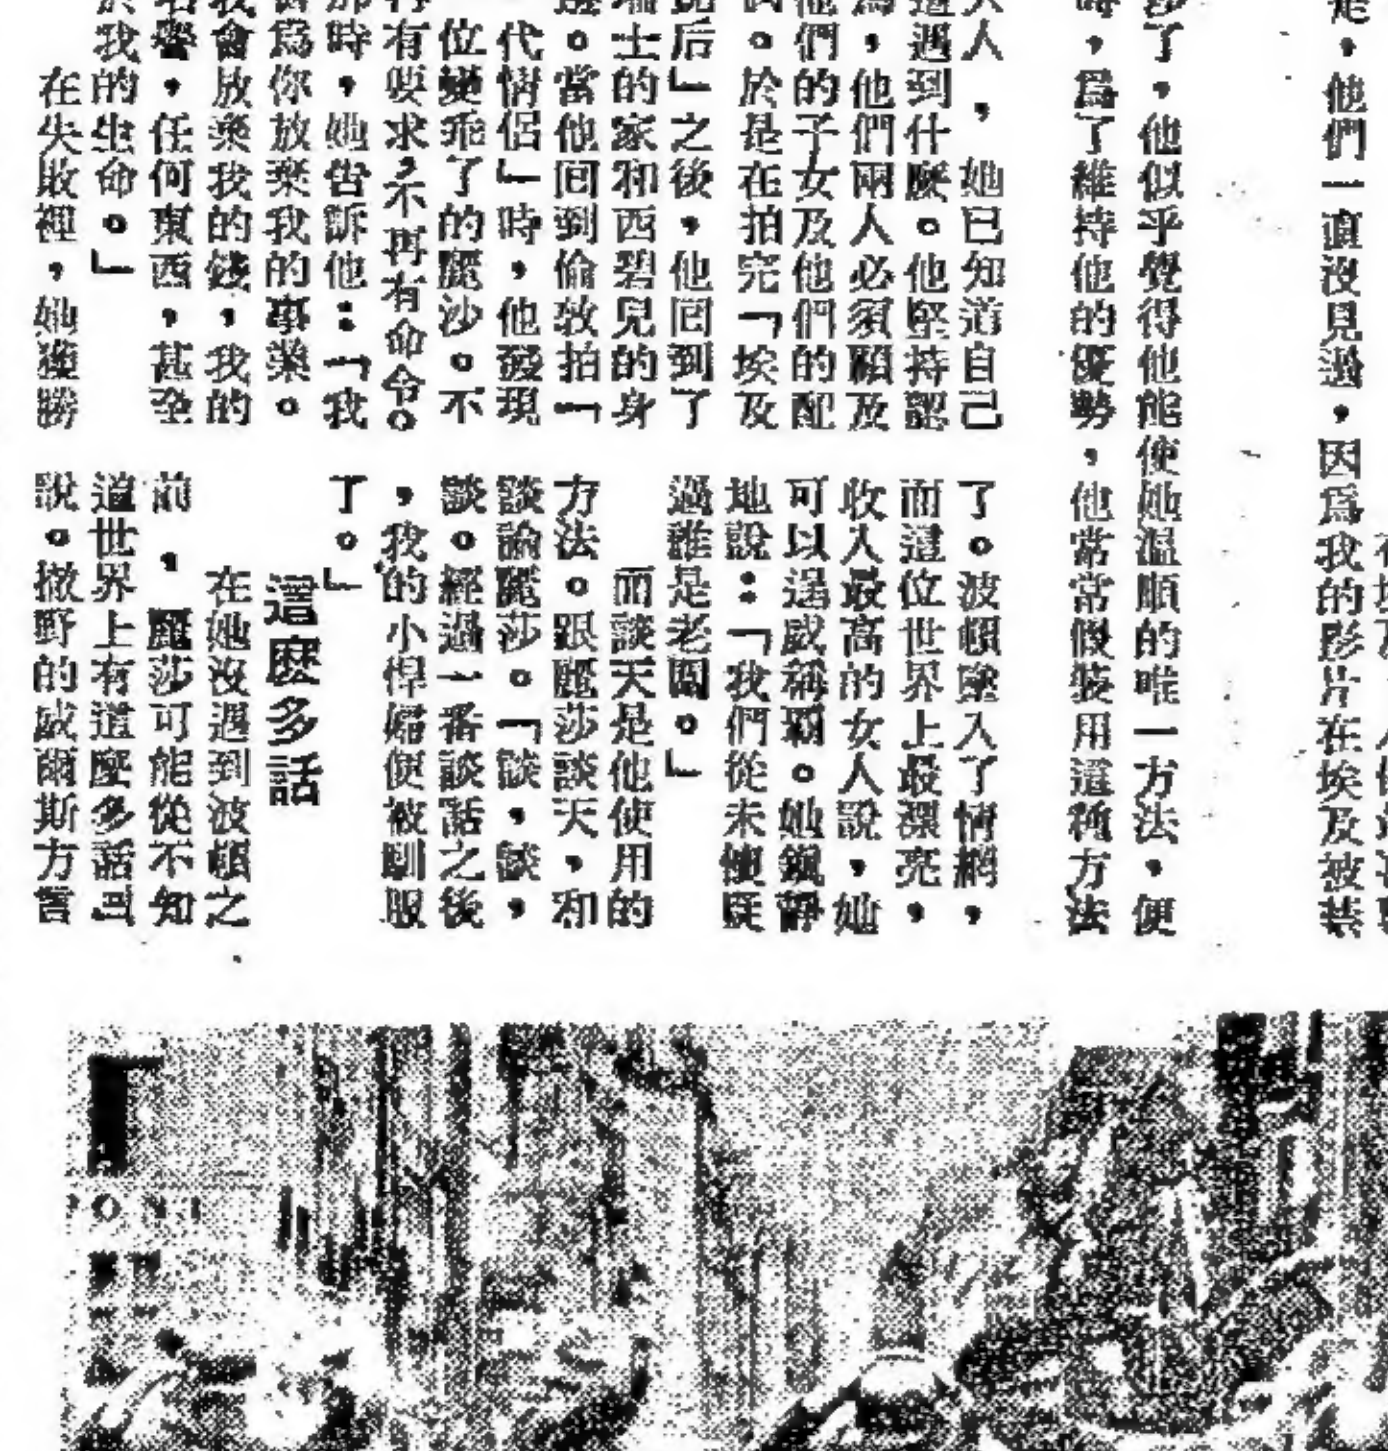 是，他們一直沒見過，因爲我的影片在埃及被禁
莎了，他似乎覺得他能使她溫順的唯一方法，便
時，爲了維持他的優勢，他常常假裝用這種方法
人人，她已知道自己
遭遇到什麽。他堅持認
爲，他們兩人必須顧及
他們的子女及他們的配
。於是在拍完「埃及
后」之後，他回到了
瑞士的家和西碧兒的身
邊。當他回到倫敦拍「
一代情侶」時，他發現
位變乖了的麗沙。不
再有要求，不再有命令。
那時，她告訴他：「我
會爲你放棄我的事業。
我會放棄我的錢，我的
名譽，任何東西，甚至
於我的生命。」
在失敗裡，她獲勝
了。波頓墜入了情網，
而這位世界上最漂亮，
收入最高的女人說，她
可以逞威稱霸。她鎮靜
地說：「我們從未懷疑
過誰是老闆。」
而談天是他使用的
方法。跟麗莎談天，和
談論麗莎。「談，談，
談。經過一番談話之後
，我的小悍婦便被馴服
了。」
這麽多話
在她沒遇到波頓之
前，麗莎可能從不知
道世界上有這麽多話可
說。撒野的威爾斯方言